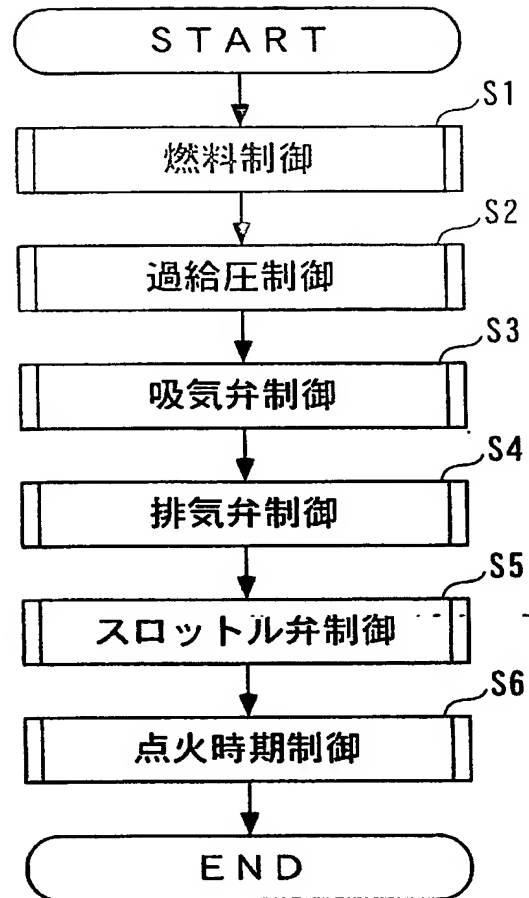 START
S1
燃料制御
S2
過給圧制御
S3
吸気弁制御
S4
排気弁制御
S5
スロットル弁制御
S6
点火時期制御
END